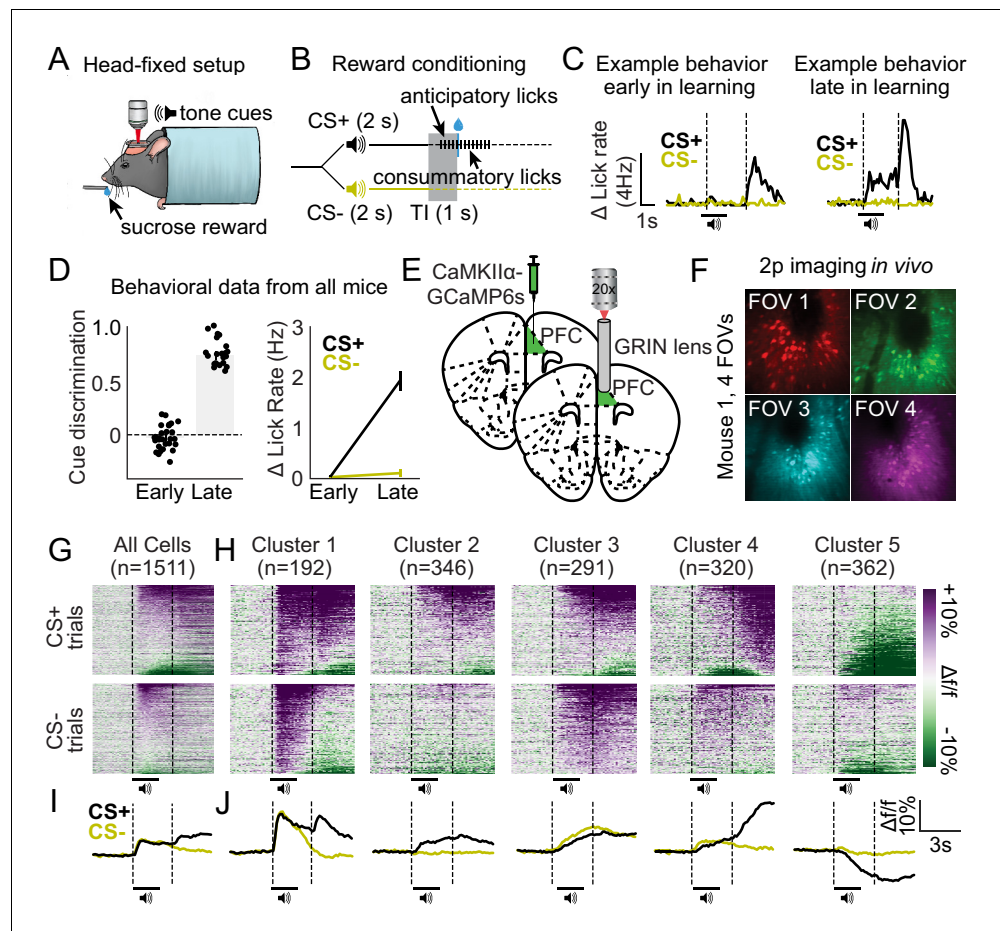 A
Head-fixed setup
tone cues
sucrose reward
B
Reward conditioning
anticipatory licks
CS+ (2 s)
consummatory licks
CS- (2 s)
TI (1 s)
C
Example behavior
early in learning
Example behavior
late in learning
CS+
CS-
Δ Lick rate
(4Hz)
1s
CS+
CS-
D
Behavioral data from all mice
Cue discrimination
1.0
0.5
0
Early
Late
Δ Lick Rate (Hz)
3
2
1
0
CS+
CS-
Early
Late
E
CaMKIIα-
GCaMP6s
20x
PFC
GRIN lens
PFC
F
2p imaging in vivo
Mouse 1, 4 FOVs
FOV 1
FOV 2
FOV 3
FOV 4
G
All Cells
(n=1511)
H
Cluster 1
(n=192)
Cluster 2
(n=346)
Cluster 3
(n=291)
Cluster 4
(n=320)
Cluster 5
(n=362)
CS+
trials
CS-
trials
+10%
Δf/f
-10%
I
CS+
CS-
J
Δf/f
10%
3s